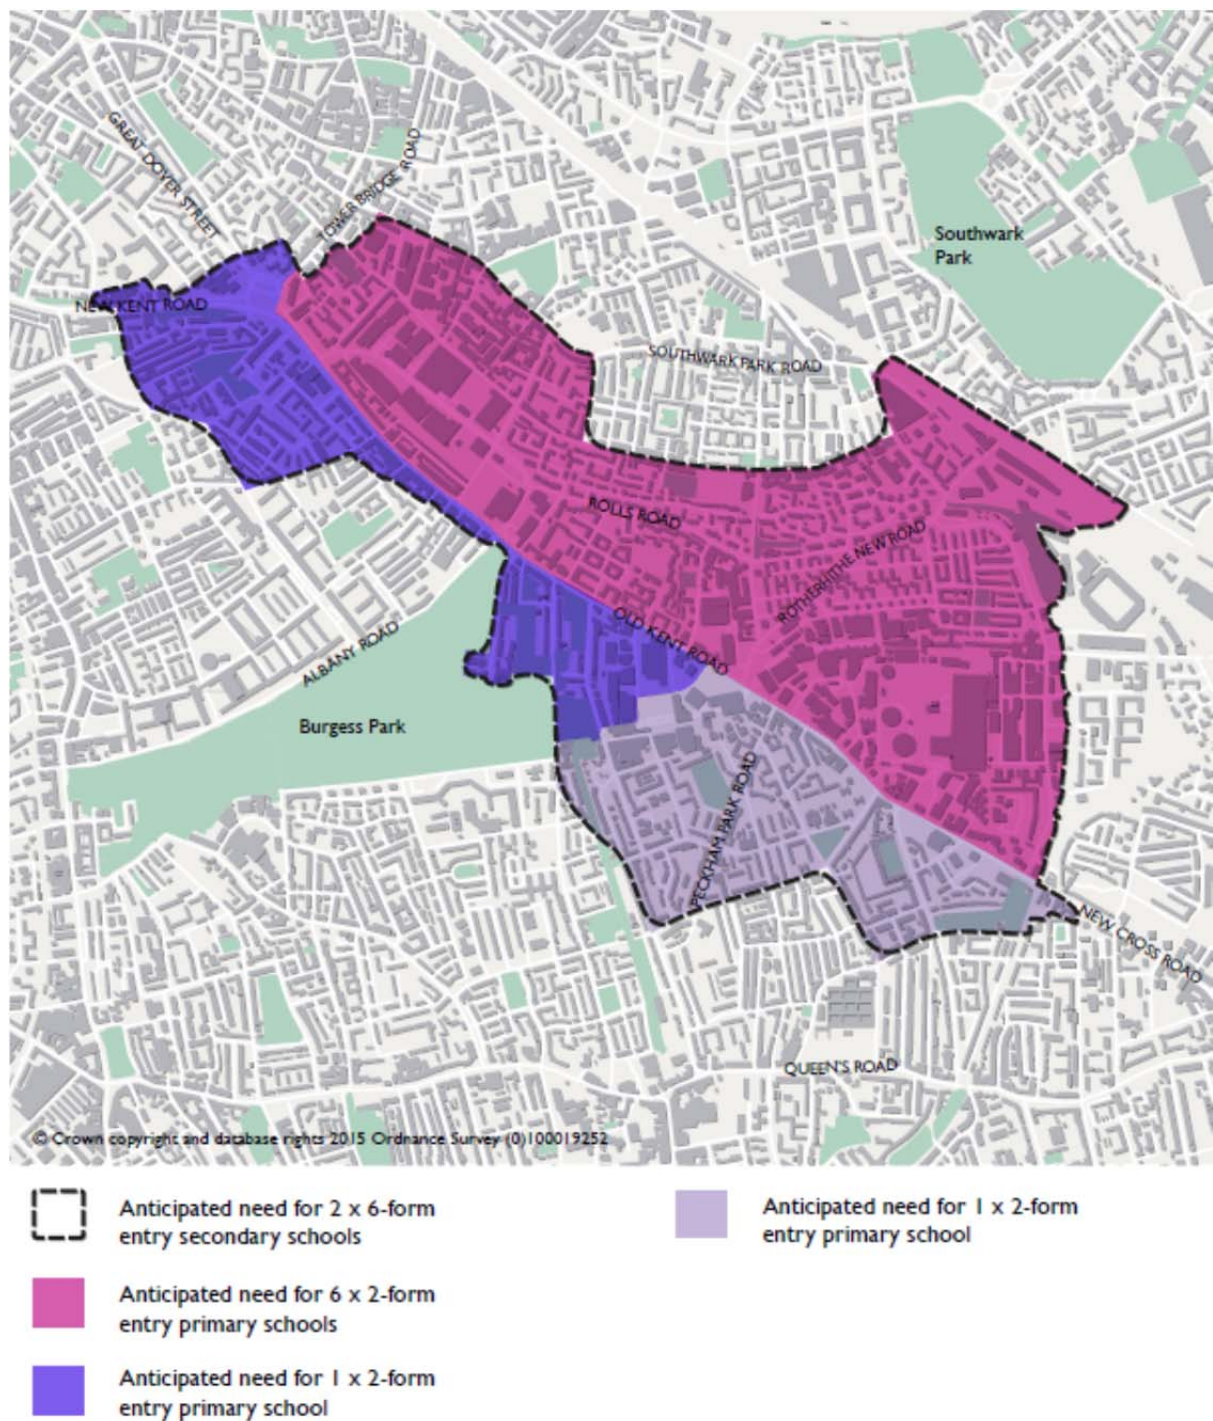 GREAT DOVER STREET
TOWER BRIDGE ROAD
Southwark
Park
NEW KENT ROAD
SOUTHWARK PARK ROAD
ROLLS ROAD
ROTHERHITHE NEW ROAD
OLD KENT ROAD
ALBANY ROAD
Burgess Park
PECKHAM PARK ROAD
NEW CROSS ROAD
QUEEN'S ROAD
© Crown copyright and database rights 2015 Ordnance Survey (0)100019252
Anticipated need for 2 x 6-form
entry secondary schools
Anticipated need for 6 x 2-form
entry primary schools
Anticipated need for 1 x 2-form
entry primary school
Anticipated need for 1 x 2-form
entry primary school